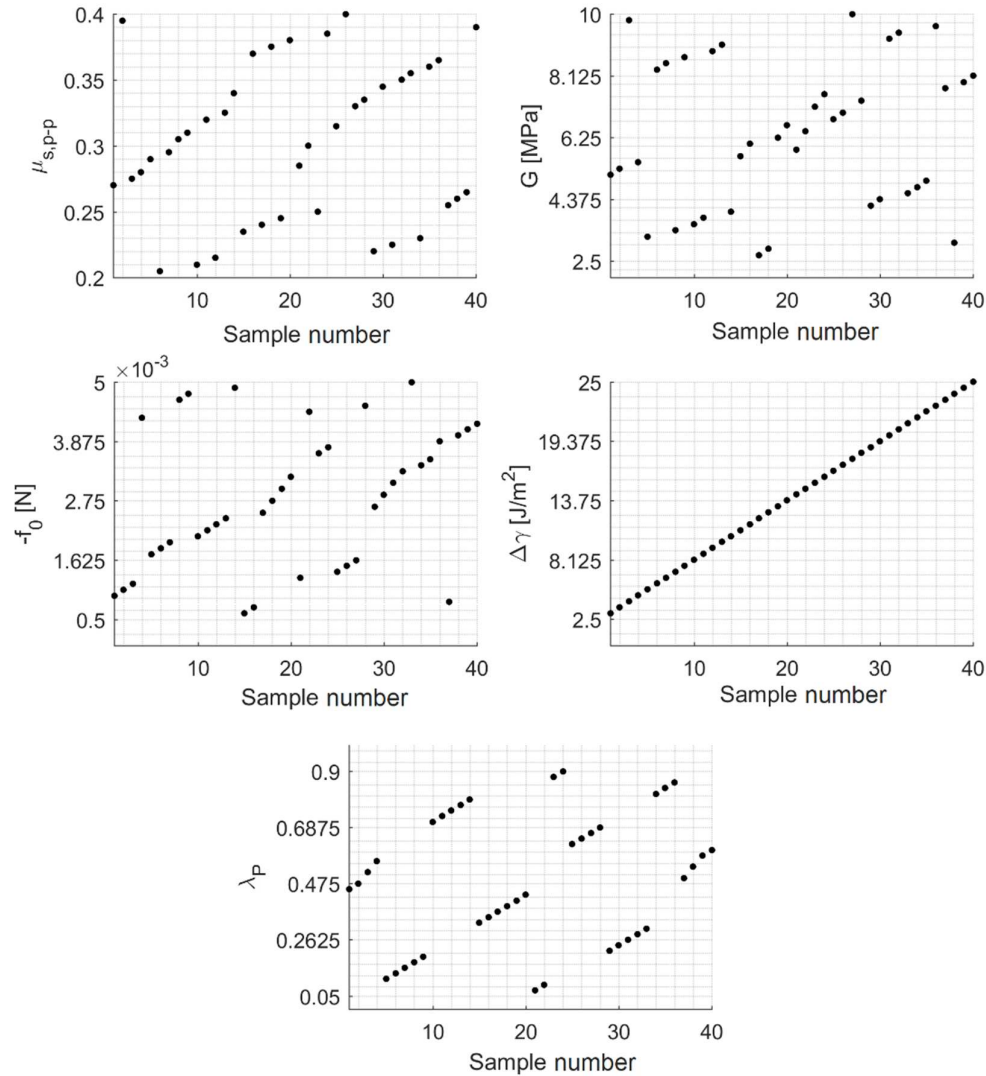 0.4
0.35
0.3
0.25
0.2
μs,p-p
10 20 30 40
Sample number
10
8.125
6.25
4.375
2.5
G [MPa]
10 20 30 40
Sample number
×10-3
5
3.875
2.75
1.625
0.5
-f0 [N]
10 20 30 40
Sample number
25
19.375
13.75
8.125
2.5
Δγ [J/m2]
10 20 30 40
Sample number
0.9
0.6875
0.475
0.2625
0.05
λP
10 20 30 40
Sample number